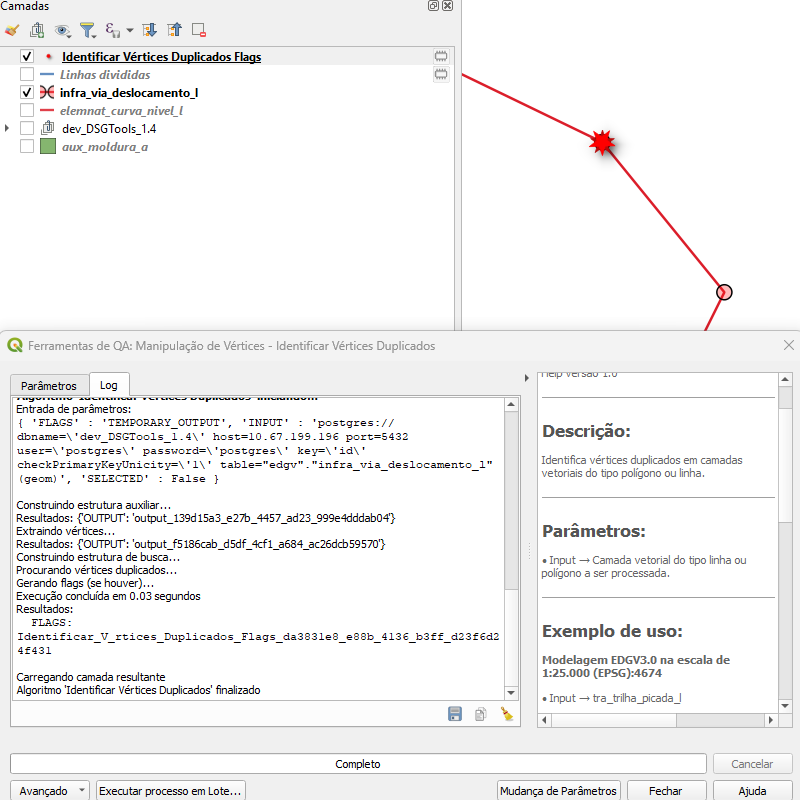 Camadas
Identificar Vértices Duplicados Flags
Linhas divididas
infra_via_deslocamento_l
elemnat_curva_nivel_l
dev_DSGTools_1.4
aux_moldura_a
Ferramentas de QA: Manipulação de Vértices - Identificar Vértices Duplicados
Parâmetros
Log
Algoritmo 'Identificar Vértices Duplicados' iniciando…
Entrada de parâmetros:
{ 'FLAGS' : 'TEMPORARY_OUTPUT', 'INPUT' : 'postgres://
dbname=\'dev_DSGTools_1.4\' host=10.67.199.196 port=5432
user=\'postgres\' password=\'postgres\' key=\'id\'
checkPrimaryKeyUnicity=\'1\' table="edgv"."infra_via_deslocamento_l"
(geom)', 'SELECTED' : False }
Construindo estrutura auxiliar...
Resultados: {'OUTPUT': 'output_139d15a3_e27b_4457_ad23_999e4dddab04'}
Extraindo vértices...
Resultados: {'OUTPUT': 'output_f5186cab_d5df_4cf1_a684_ac26dcb59570'}
Construindo estrutura de busca...
Procurando vértices duplicados...
Gerando flags (se houver)...
Execução concluída em 0.03 segundos
Resultados:
FLAGS:
Identificar_V_rtices_Duplicados_Flags_da3831e8_e88b_4136_b3ff_d23f6d2
4f431
Carregando camada resultante
Algoritmo 'Identificar Vértices Duplicados' finalizado
Help versão 1.0
Descrição:
Identifica vértices duplicados em camadas
vetoriais do tipo polígono ou linha.
Parâmetros:
• Input → Camada vetorial do tipo linha ou
polígono a ser processada.
Exemplo de uso:
Modelagem EDGV3.0 na escala de
1:25.000 (EPSG):4674
• Input → tra_trilha_picada_l
Completo
Cancelar
Avançado
Executar processo em Lote...
Mudança de Parâmetros
Fechar
Ajuda